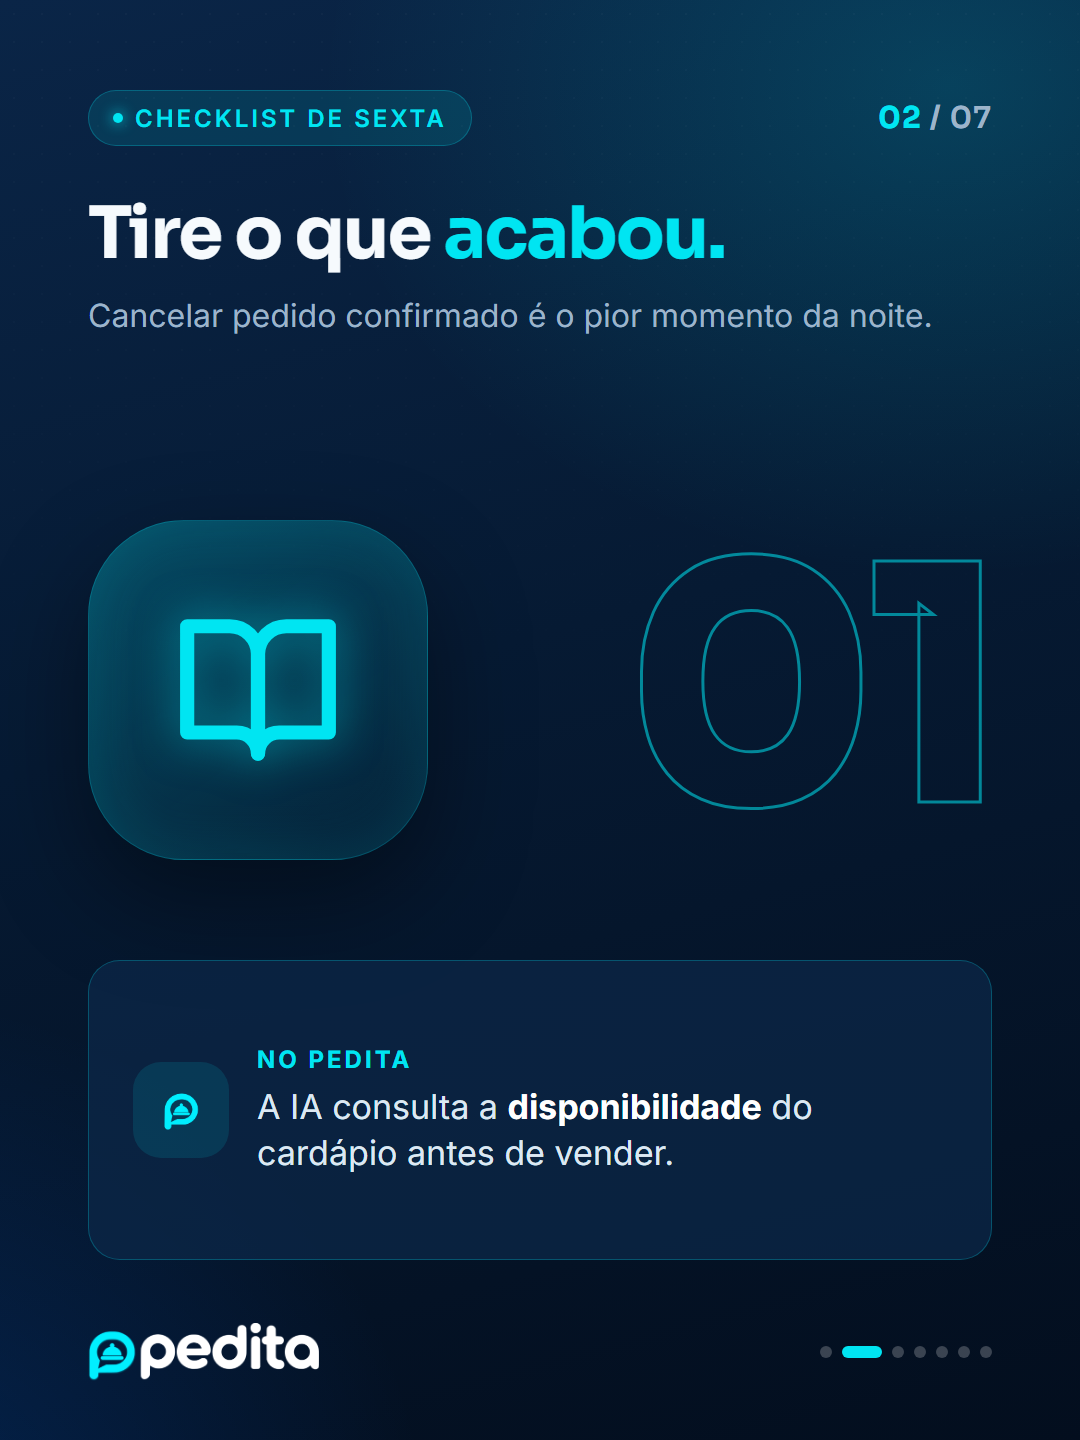 CHECKLIST DE SEXTA
02 / 07
Tire o que acabou.
Cancelar pedido confirmado é o pior momento da noite.
01
NO PEDITA
A IA consulta a disponibilidade do
cardápio antes de vender.
pedita